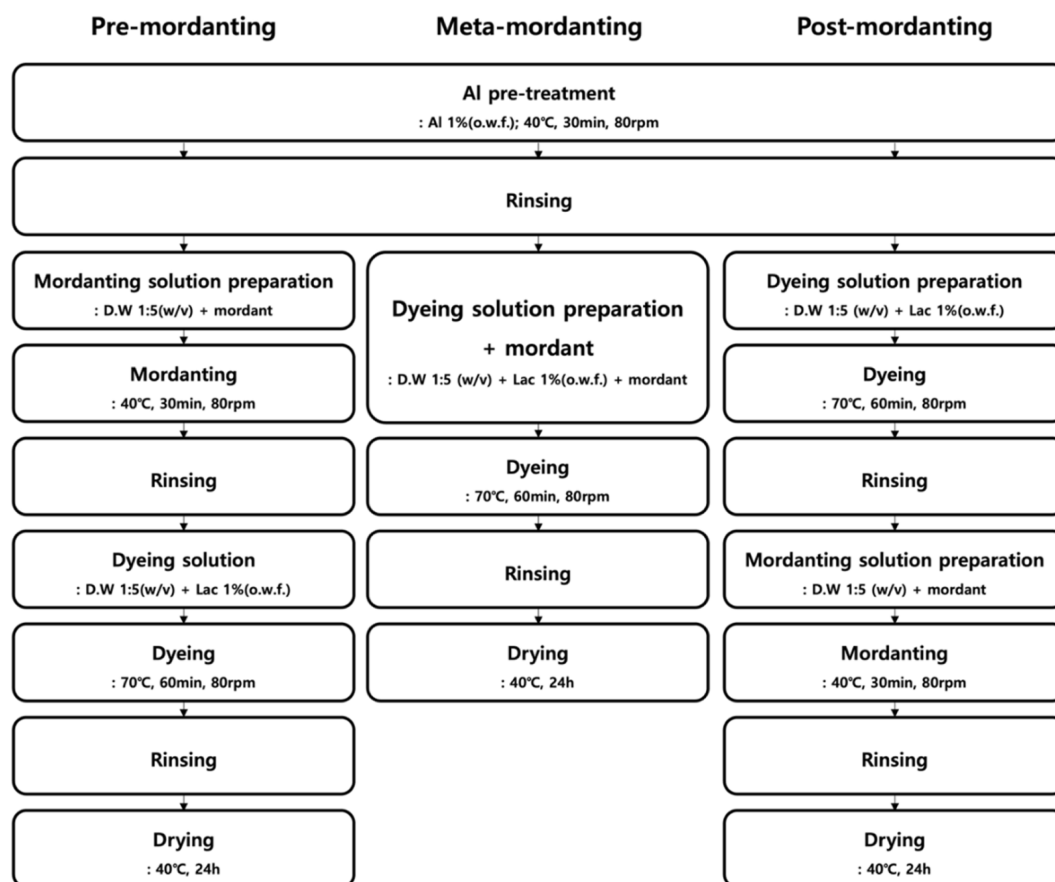 Pre-mordanting
Meta-mordanting
Post-mordanting
Al pre-treatment
: Al 1%(o.w.f.); 40℃, 30min, 80rpm
Rinsing
Mordanting solution preparation
: D.W 1:5(w/v) + mordant
Mordanting
: 40℃, 30min, 80rpm
Rinsing
Dyeing solution
: D.W 1:5(w/v) + Lac 1%(o.w.f.)
Dyeing
: 70℃, 60min, 80rpm
Rinsing
Drying
: 40℃, 24h
Dyeing solution preparation
+ mordant
: D.W 1:5 (w/v) + Lac 1%(o.w.f.) + mordant
Dyeing
: 70℃, 60min, 80rpm
Rinsing
Drying
: 40℃, 24h
Dyeing solution preparation
: D.W 1:5 (w/v) + Lac 1%(o.w.f.)
Dyeing
: 70℃, 60min, 80rpm
Rinsing
Mordanting solution preparation
: D.W 1:5 (w/v) + mordant
Mordanting
: 40℃, 30min, 80rpm
Rinsing
Drying
: 40℃, 24h